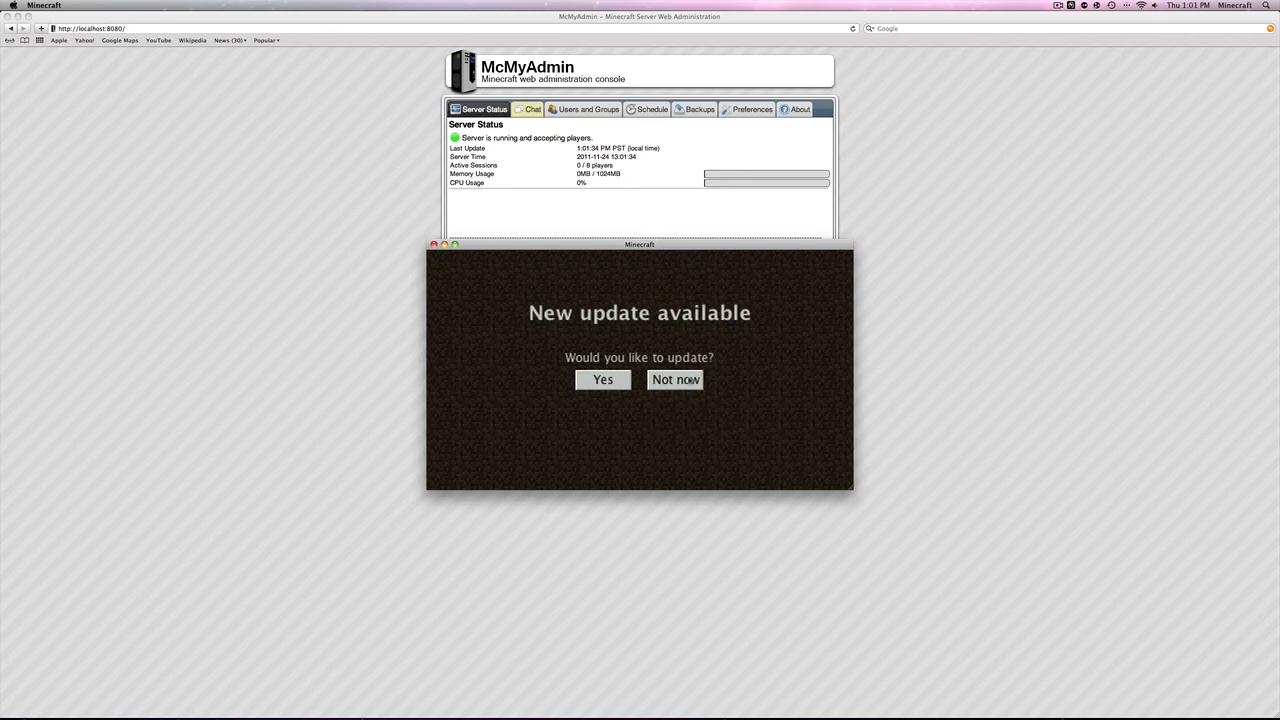 Minecraft
Thu 1:01 PM Minecraft
McMyAdmin – Minecraft Server Web Administration
http://localhost:8080/
Google
Apple Yahoo! Google Maps YouTube Wikipedia News (30) Popular
McMyAdmin
Minecraft web administration console
Server Status Chat Users and Groups Schedule Backups Preferences About
Server Status
Server is running and accepting players.
Last Update 1:01:34 PM PST (local time)
Server Time 2011-11-24 13:01:34
Active Sessions 0 / 8 players
Memory Usage 0MB / 1024MB
CPU Usage 0%
Minecraft
New update available
Would you like to update?
Yes Not now